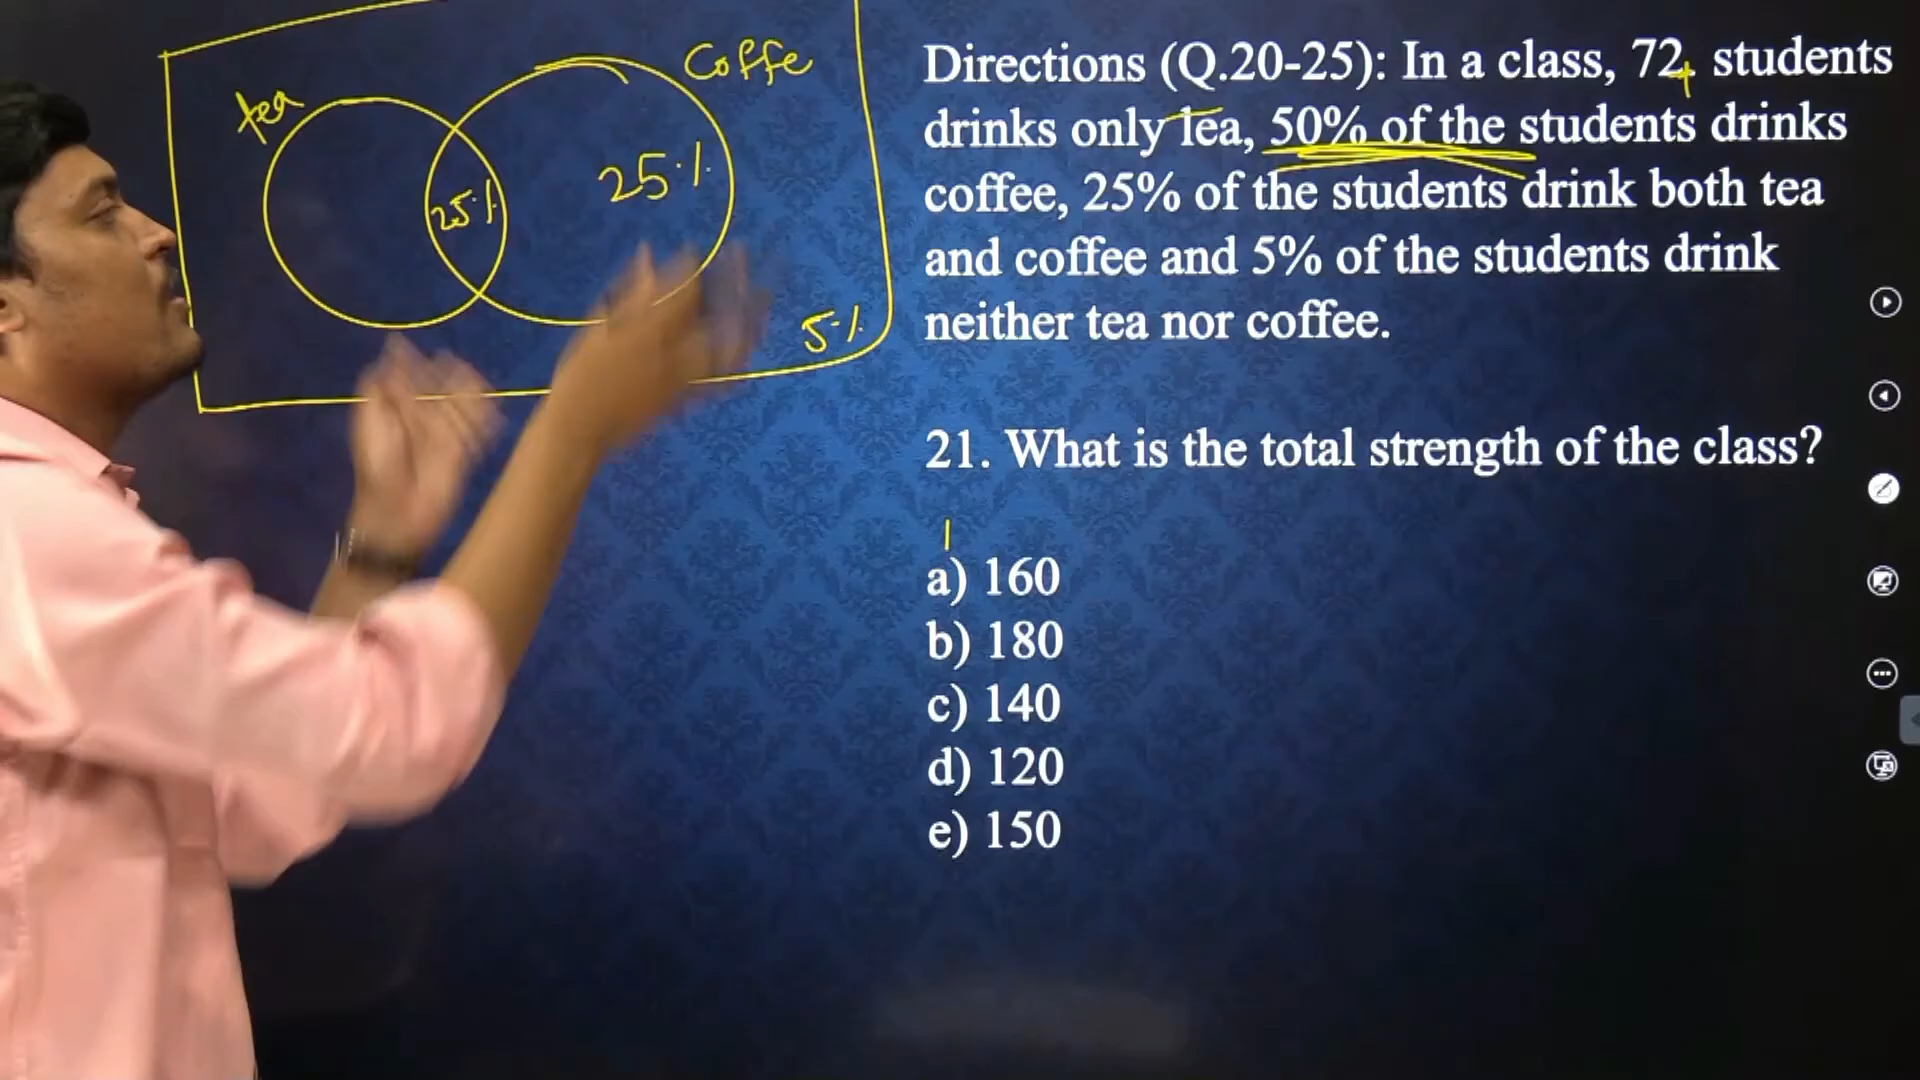 tea
Coffe
25%
25%
5%
Directions (Q.20-25): In a class, 72 students
drinks only tea, 50% of the students drinks
coffee, 25% of the students drink both tea
and coffee and 5% of the students drink
neither tea nor coffee.
21. What is the total strength of the class?
a) 160
b) 180
c) 140
d) 120
e) 150